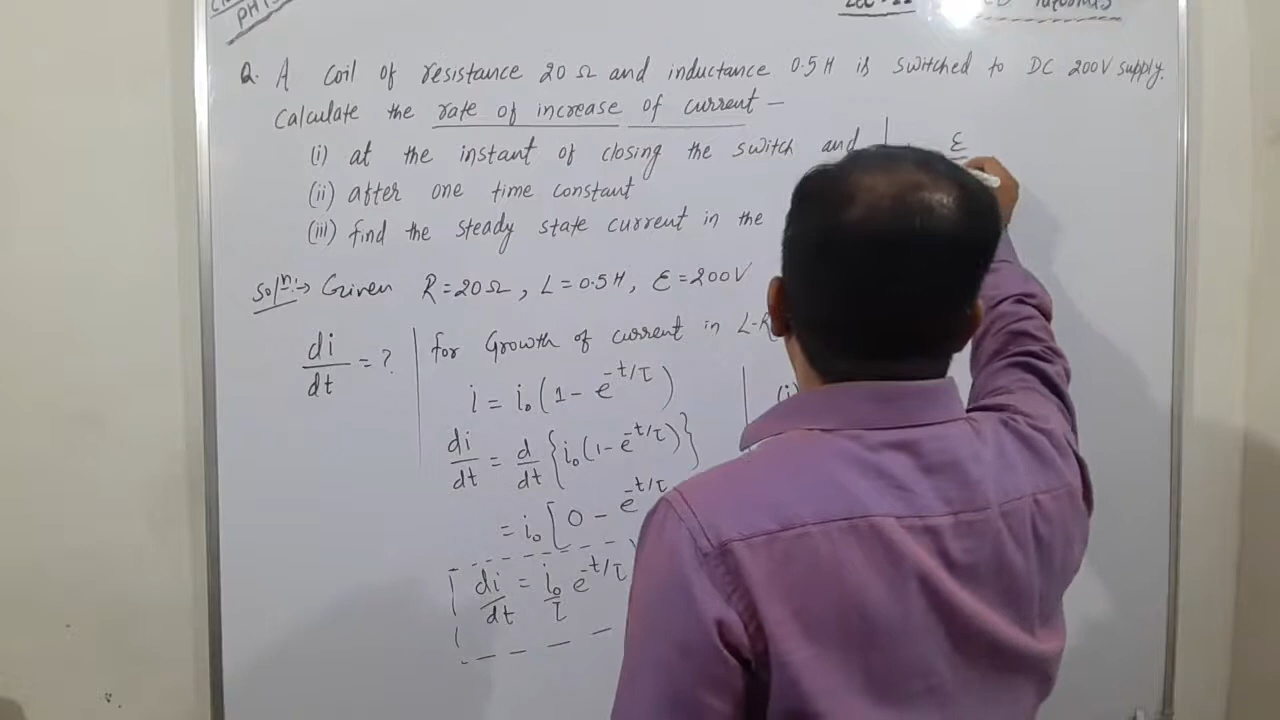 Q. A coil of resistance 20 Ω and inductance 0.5 H is switched to DC 200V supply.
Calculate the rate of increase of current —
(i) at the instant of closing the switch and
(ii) after one time constant
(iii) find the steady state current in the
Solⁿ:→ Given R = 20Ω, L = 0.5H, ε = 200V
di/dt = ?
for Growth of current in L-R
i = i₀(1 - e^-t/τ)
di/dt = d/dt {i₀(1 - e^-t/τ)}
= i₀[0 - e^-t/τ
di/dt = i₀/τ e^-t/τ
ε
(i)